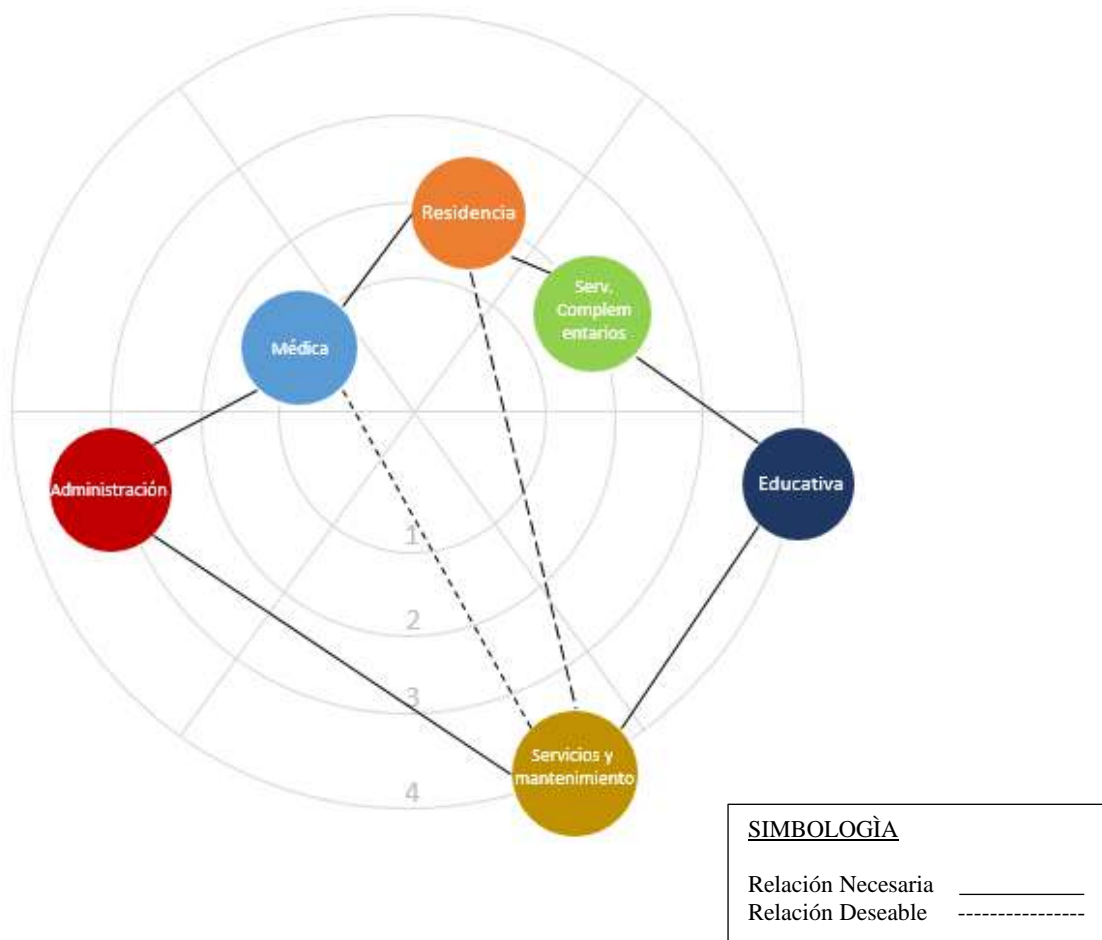 Residencia
Serv.
Complem
entarios
Médica
Administración
Educativa
1
2
3
4
Servicios y
mantenimiento
SIMBOLOGÌA
Relación Necesaria
Relación Deseable